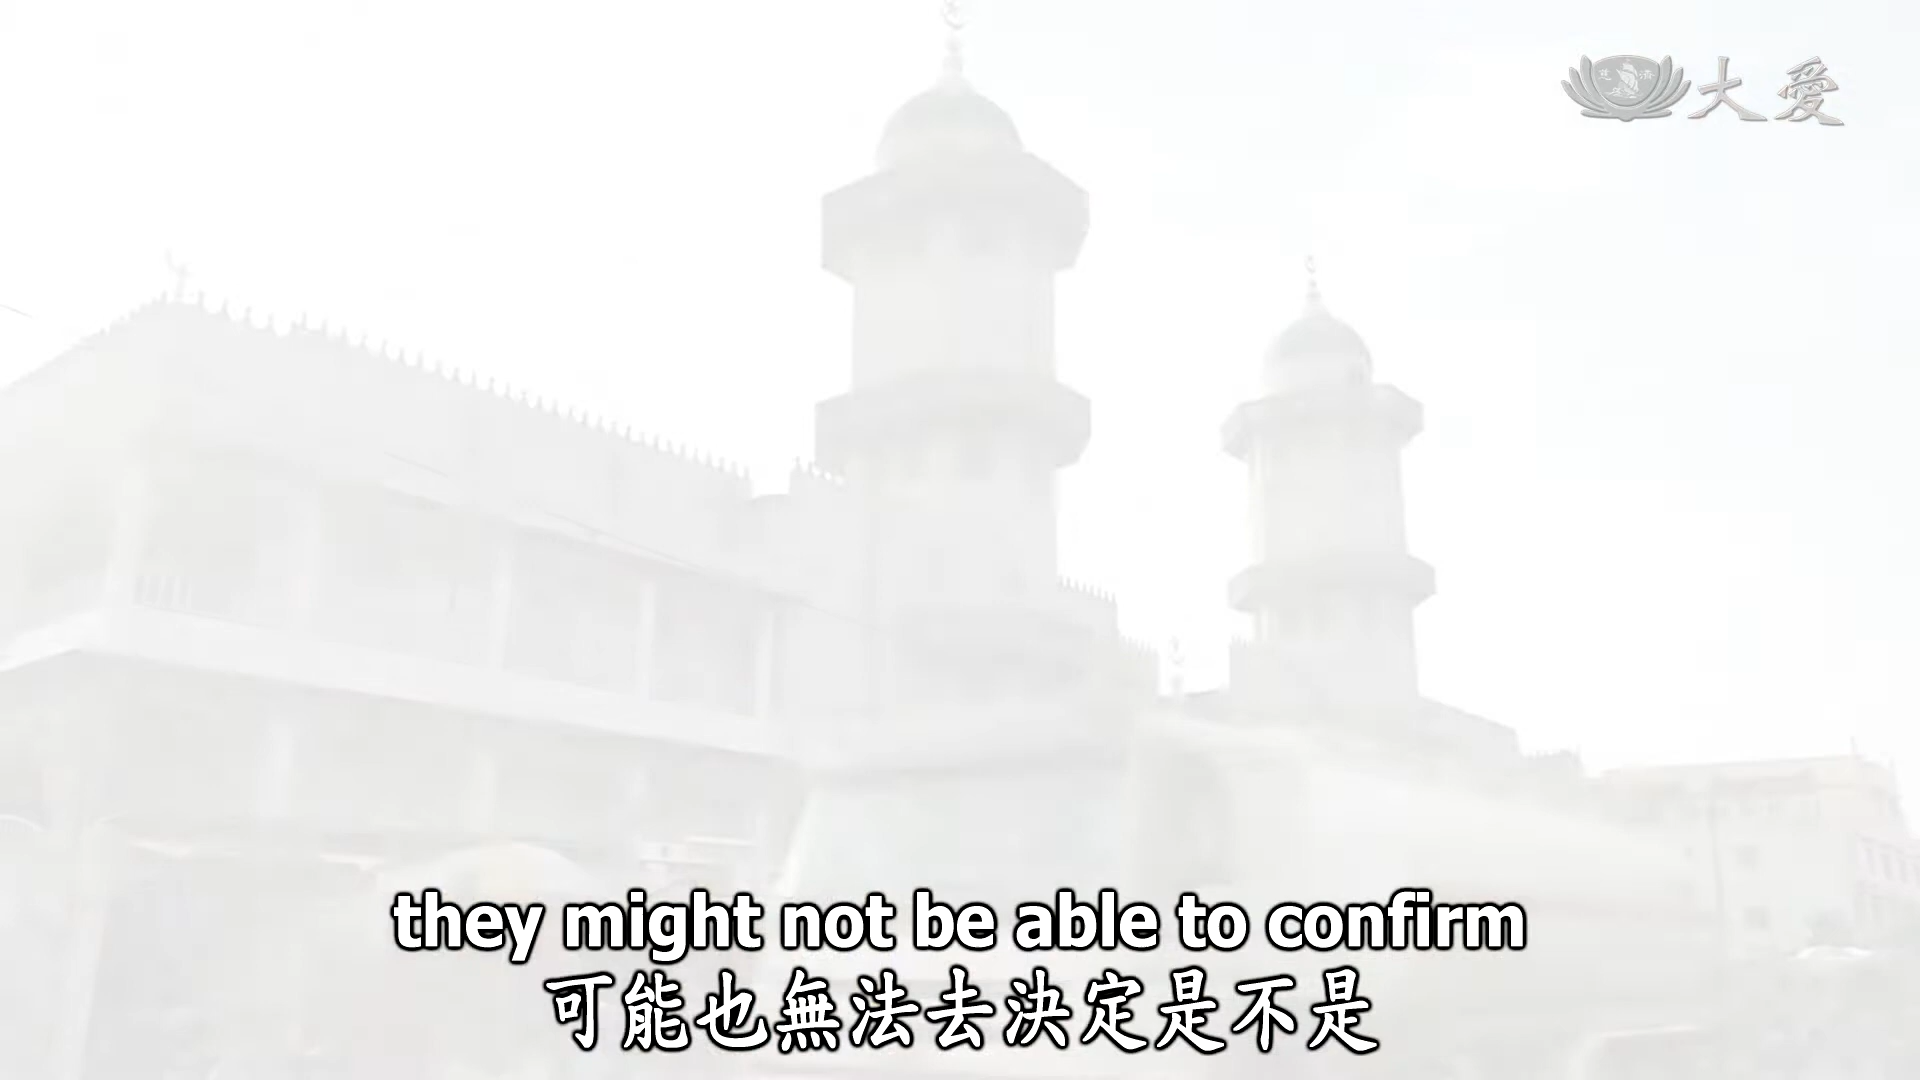 大愛
they might not be able to confirm
可能也無法去決定是不是